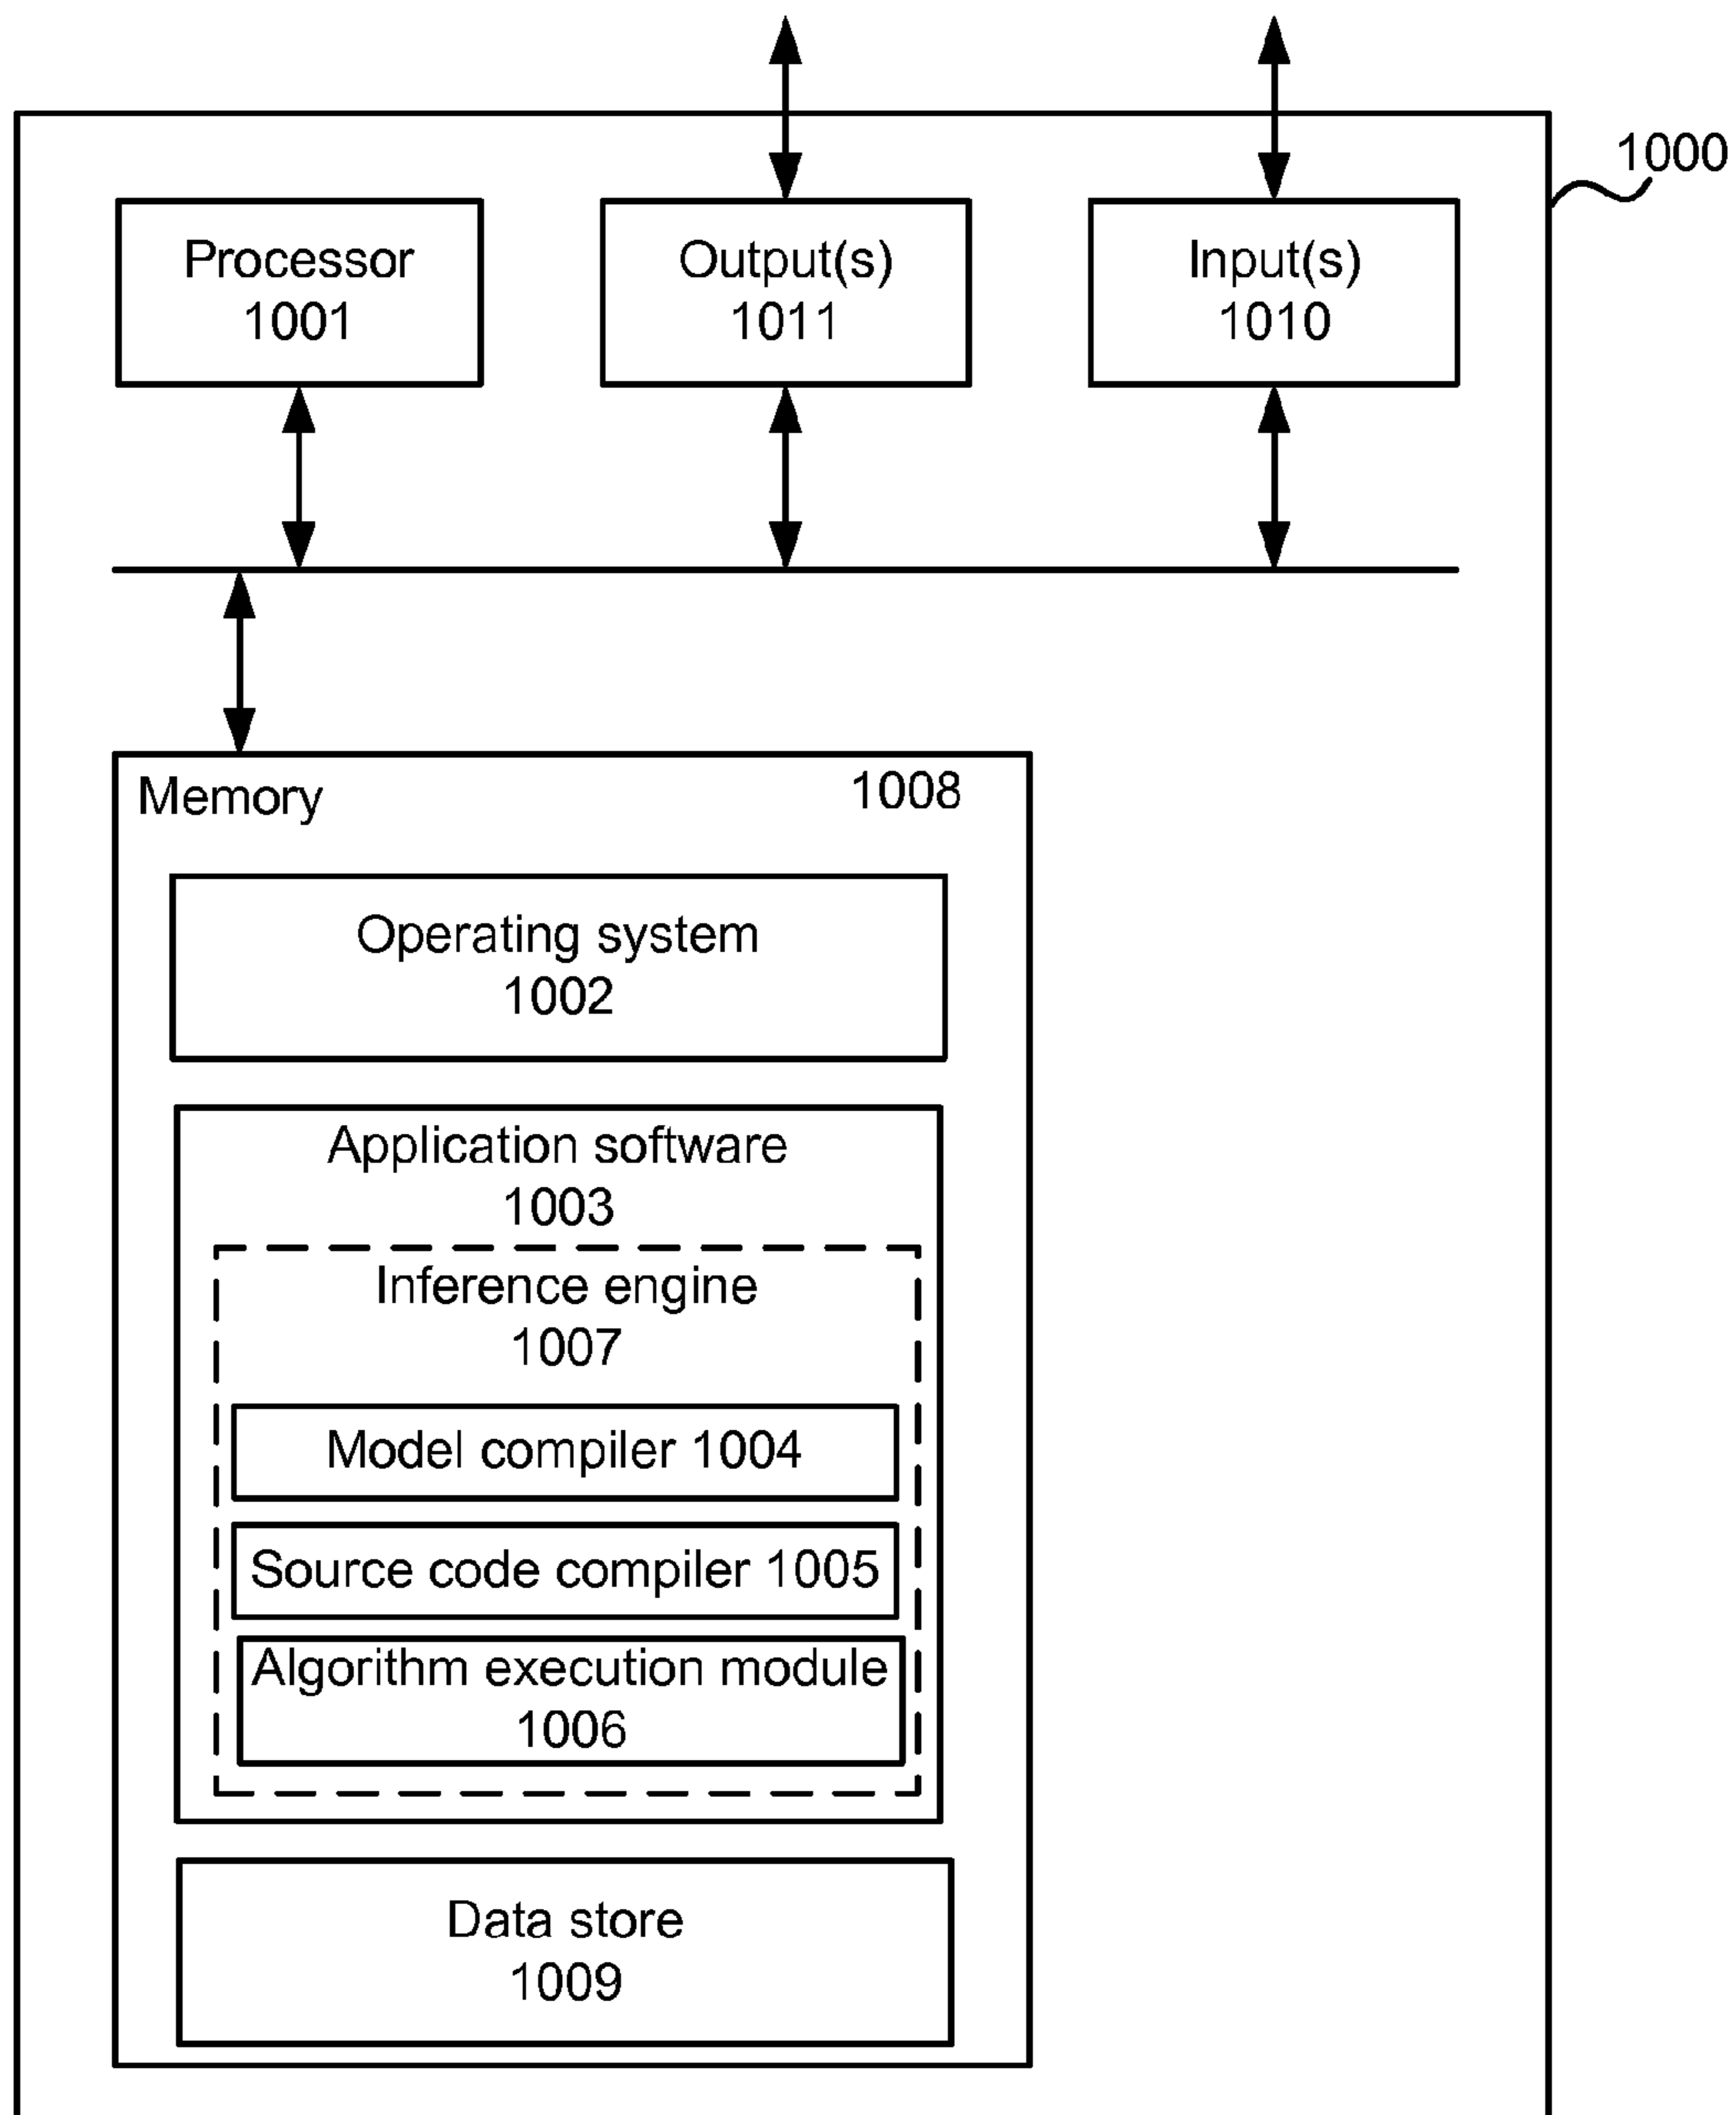 1000
Processor
1001
Output(s)
1011
Input(s)
1010
Memory
1008
Operating system
1002
Application software
1003
Inference engine
1007
Model compiler 1004
Source code compiler 1005
Algorithm execution module
1006
Data store
1009